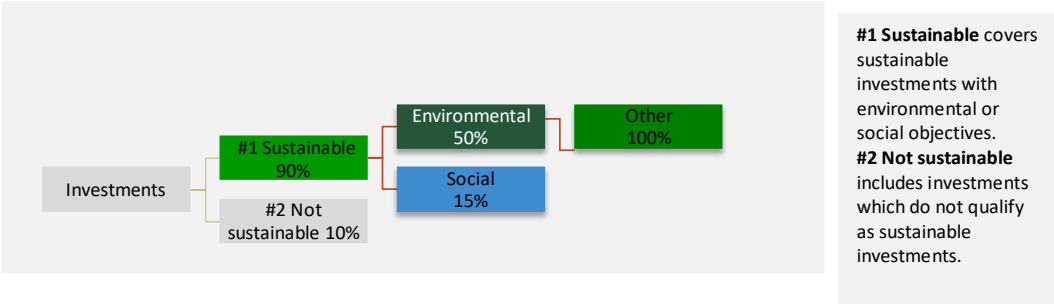 Investments
#1 Sustainable
90%
#2 Not
sustainable 10%
Environmental
50%
Social
15%
Other
100%
#1 Sustainable covers
sustainable
investments with
environmental or
social objectives.
#2 Not sustainable
includes investments
which do not qualify
as sustainable
investments.